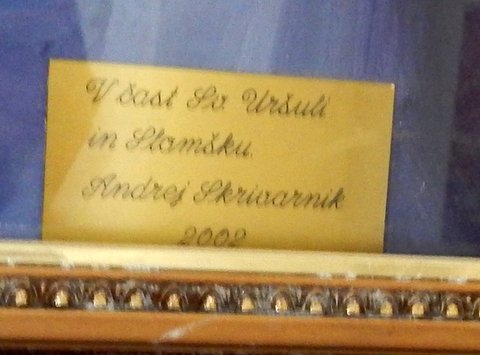 V čast Sv Uršuli
in Slomšku.
Andrej Skrivarnik
2002